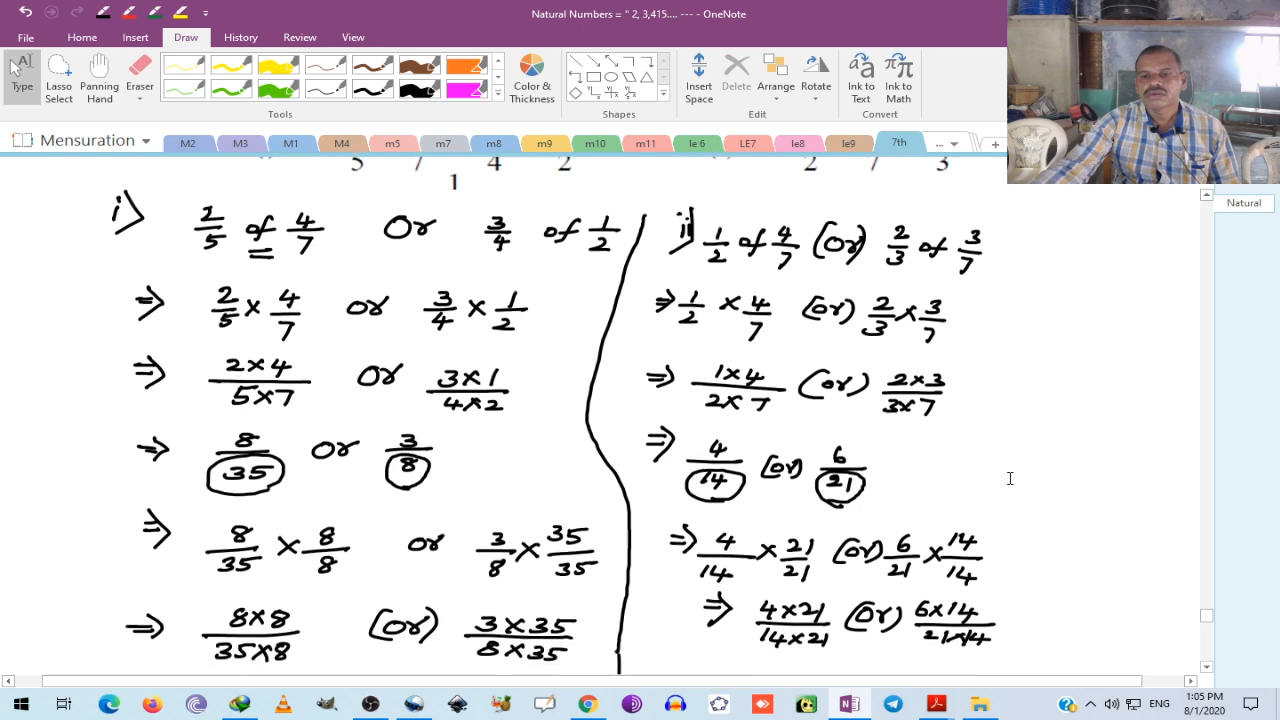 Natural Numbers = " 2, 3,415.... --- - OneNote
File Home Insert Draw History Review View
Type Lasso Select Panning Hand Eraser Color & Thickness Insert Space Delete Arrange Rotate Ink to Text Ink to Math
Tools Shapes Edit Convert
Mensuration M2 M3 M1 M4 m5 m7 m8 m9 m10 m11 le 6 LE7 le8 le9 7th ...
Natural
5 7 4 2 2 7 3
1
i) 2/5 of 4/7 Or 3/4 of 1/2
⇒ 2/5 × 4/7 or 3/4 × 1/2
⇒ 2×4/5×7 Or 3×1/4×2
⇒ 8/35 or 3/8
⇒ 8/35 × 8/8 or 3/8 × 35/35
⇒ 8×8/35×8 (or) 3×35/8×35
ii) 1/2 of 4/7 (Or) 2/3 of 3/7
⇒ 1/2 × 4/7 (or) 2/3 × 3/7
⇒ 1×4/2×7 (or) 2×3/3×7
⇒ 4/14 (or) 6/21
⇒ 4/14 × 21/21 (or) 6/21 × 14/14
⇒ 4×21/14×21 (Or) 6×14/21×14
ENG 1:05 PM
8/1/2020